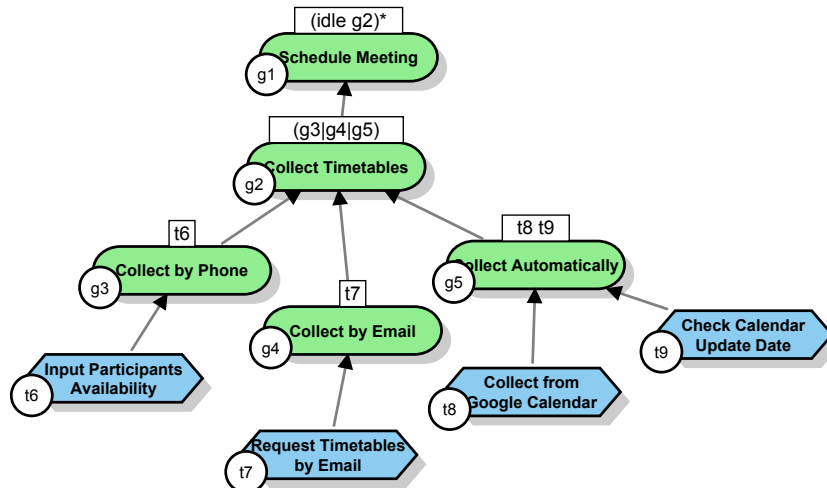 (idle g2)*
Schedule Meeting
g1
(g3|g4|g5)
Collect Timetables
g2
t6
Collect by Phone
g3
t8 t9
Collect Automatically
g5
t7
Collect by Email
g4
Input Participants
Availability
t6
Check Calendar
Update Date
t9
Collect from
Google Calendar
t8
Request Timetables
by Email
t7